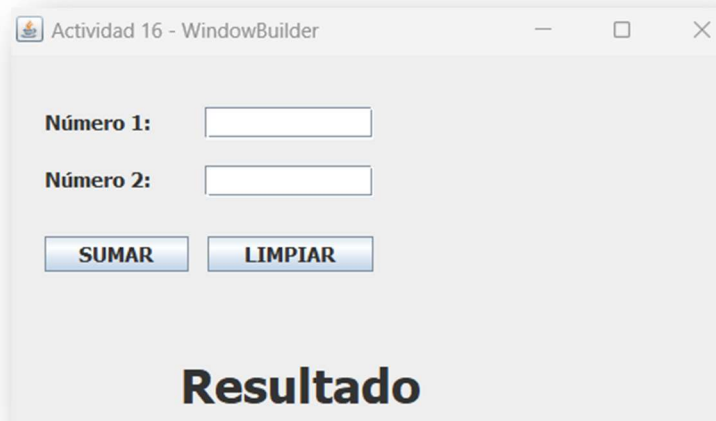 Actividad 16 - WindowBuilder
Número 1:
Número 2:
SUMAR LIMPIAR
Resultado